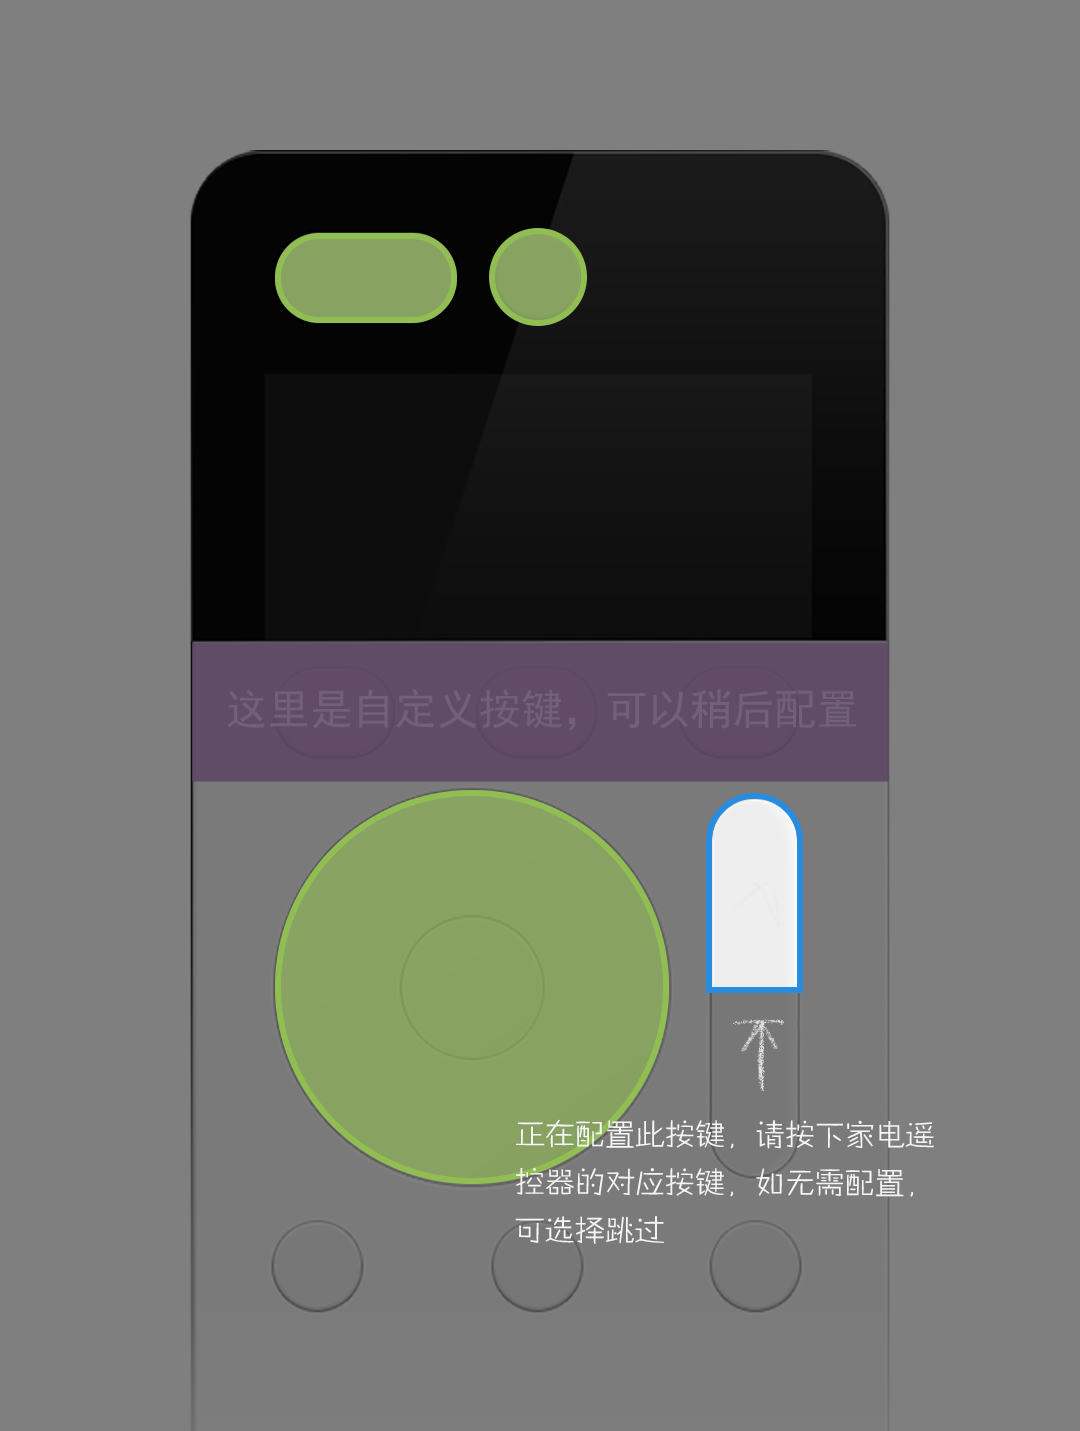 这里是自定义按键，可以稍后配置
正在配置此按键，请按下家电遥
控器的对应按键，如无需配置，
可选择跳过